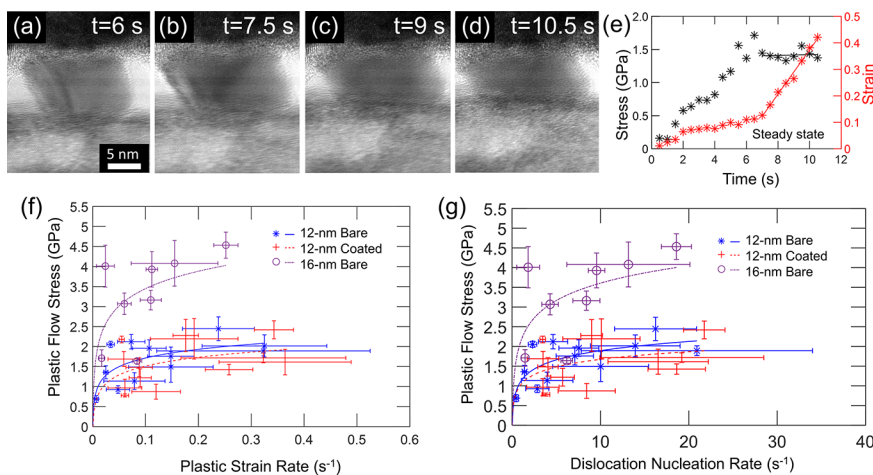 (a) t=6 s
5 nm
(b) t=7.5 s
(c) t=9 s
(d) t=10.5 s
(e)
2.0
1.5
1.0
0.5
0
Stress (GPa)
0.5
0.4
0.3
0.2
0.1
0
Strain
Steady state
0 2 4 6 8 10 12
Time (s)
(f)
5.5
5
4.5
4
3.5
3
2.5
2
1.5
1
0.5
0
Plastic Flow Stress (GPa)
12-nm Bare
12-nm Coated
16-nm Bare
0 0.1 0.2 0.3 0.4 0.5 0.6
Plastic Strain Rate (s⁻¹)
(g)
5.5
5
4.5
4
3.5
3
2.5
2
1.5
1
0.5
0
Plastic Flow Stress (GPa)
12-nm Bare
12-nm Coated
16-nm Bare
0 10 20 30 40
Dislocation Nucleation Rate (s⁻¹)